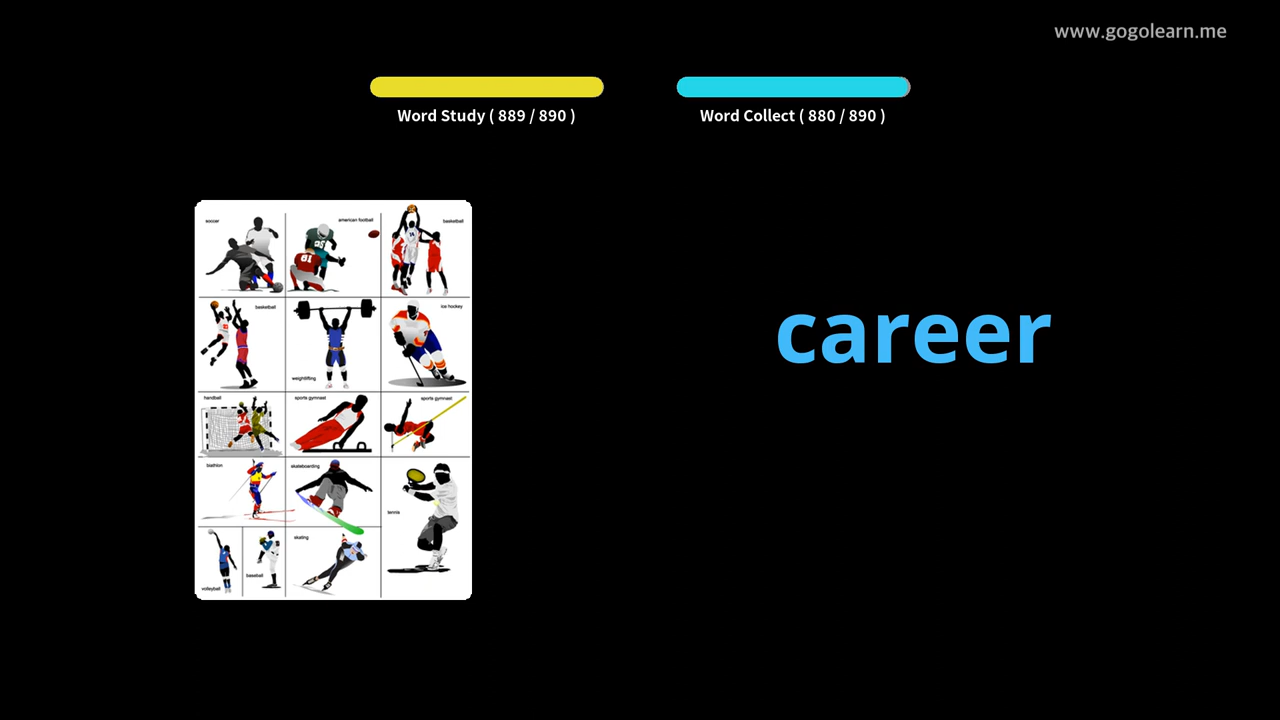 www.gogolearn.me
Word Study ( 889 / 890 )
Word Collect ( 880 / 890 )
soccer
american football
basketball
basketball
weightlifting
ice hockey
handball
sports gymnast
sports gymnast
biathlon
skateboarding
tennis
volleyball
baseball
skating
career